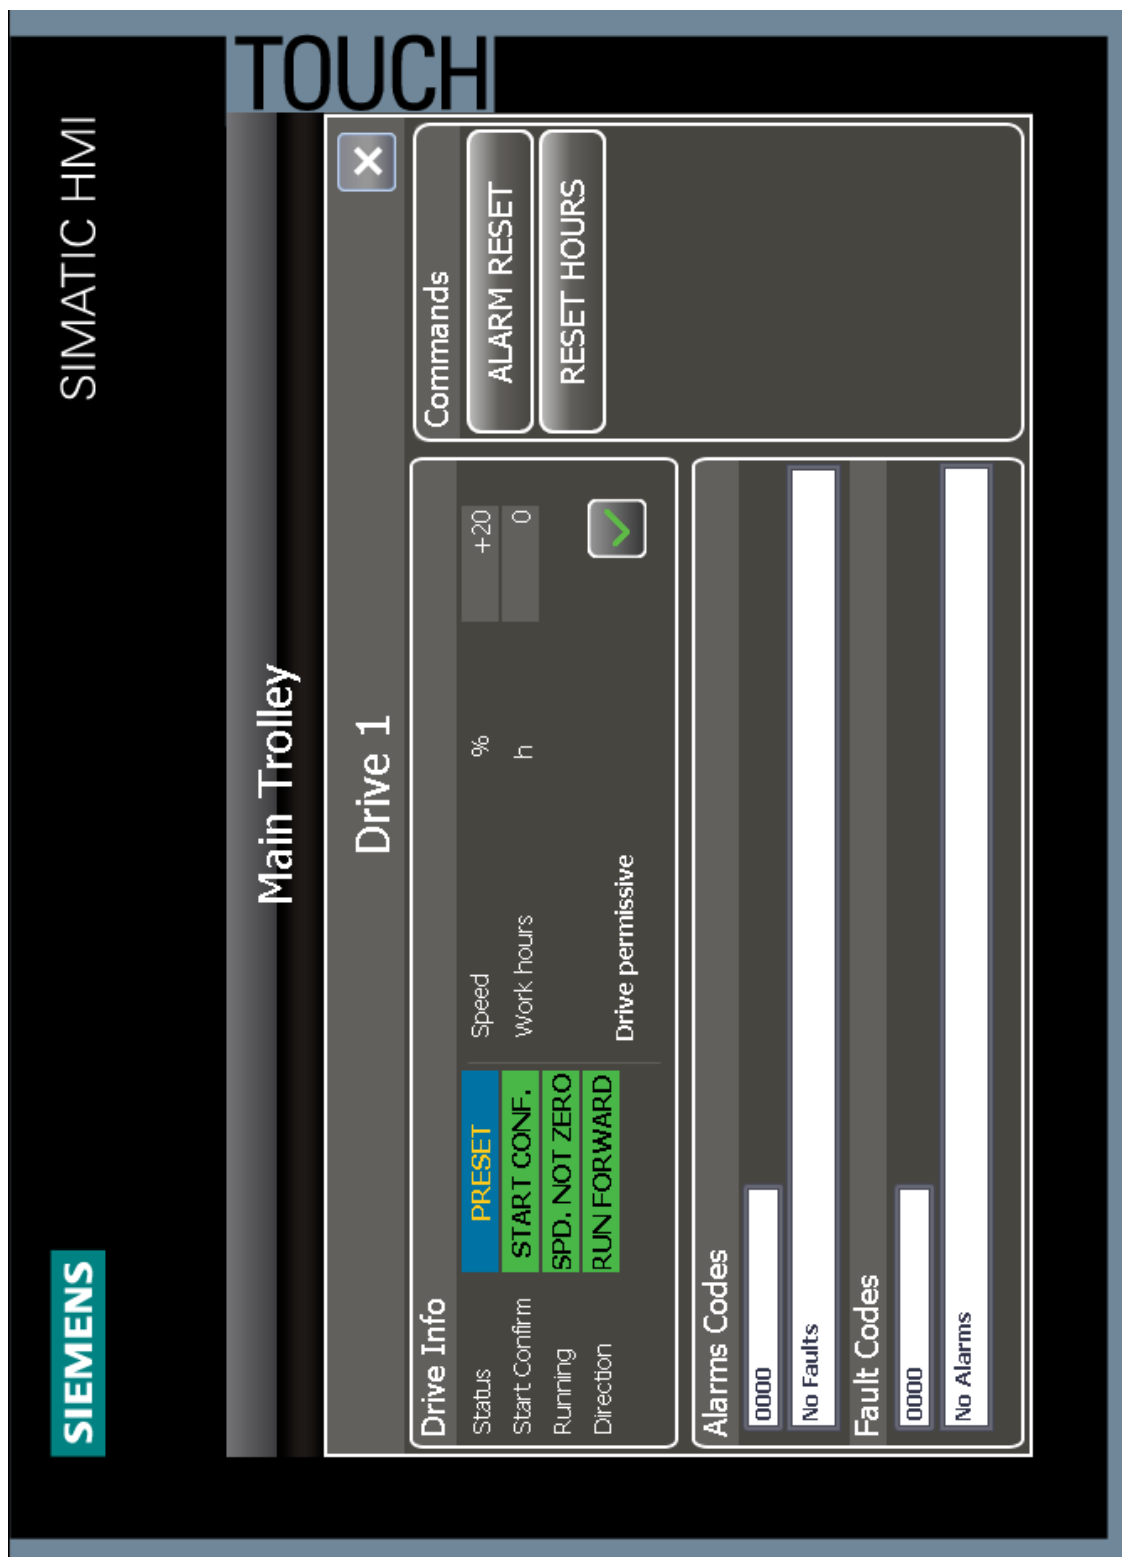 SIEMENS
SIMATIC HMI
TOUCH
Main Trolley
Drive 1
Drive Info
Status PRESET Speed % +20
Start Confirm START CONF. Work hours h 0
Running SPD. NOT ZERO
Direction RUN FORWARD
Drive permissive
Commands
ALARM RESET
RESET HOURS
Alarms Codes
0000
No Faults
Fault Codes
0000
No Alarms